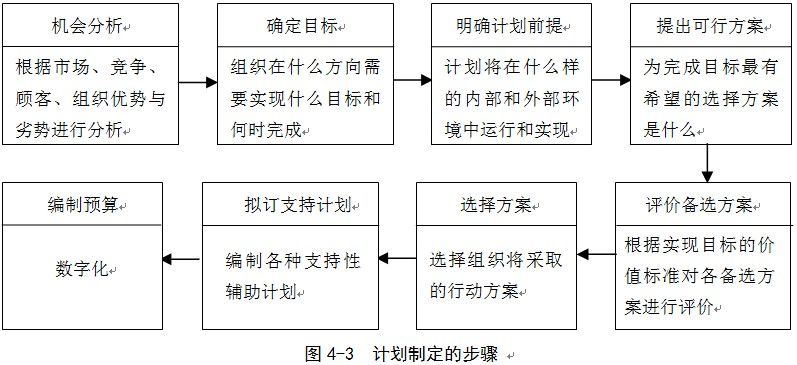 机会分析
根据市场、竞争、
顾客、组织优势与
劣势进行分析
确定目标
组织在什么方向需
要实现什么目标和
何时完成
明确计划前提
计划将在什么样
的内部和外部环
境中运行和实现
提出可行方案
为完成目标最有
希望的选择方案
是什么
评价备选方案
根据实现目标的价
值标准对各备选方
案进行评价
选择方案
选择组织将采取
的行动方案
拟订支持计划
编制各种支持性
辅助计划
编制预算
数字化
图 4-3 计划制定的步骤